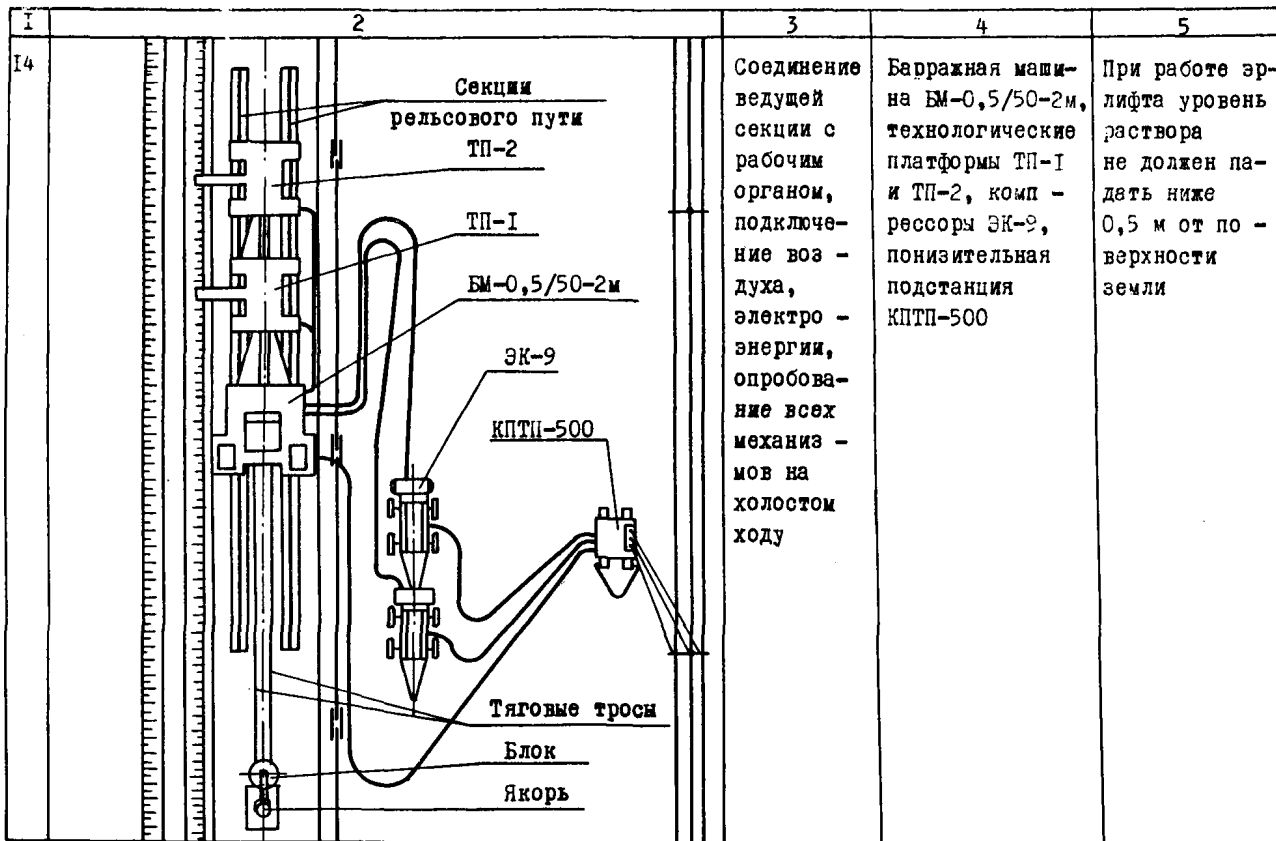 I 2 3 4 5
I4
Секции
рельсового пути
ТП-2
ТП-I
БМ-0,5/50-2м
ЭК-9
КПТП-500
Тяговые тросы
Блок
Якорь
Соединение
ведущей
секции с
рабочим
органом,
подключе-
ние воз -
духа,
электро -
энергии,
опробова-
ние всех
механиз -
мов на
холостом
ходу
Барражная маши-
на БМ-0,5/50-2м,
технологические
платформы ТП-I
и ТП-2, комп -
рессоры ЭК-9,
понизительная
подстанция
КПТП-500
При работе эр-
лифта уровень
раствора
не должен па-
дать ниже
0,5 м от по -
верхности
земли